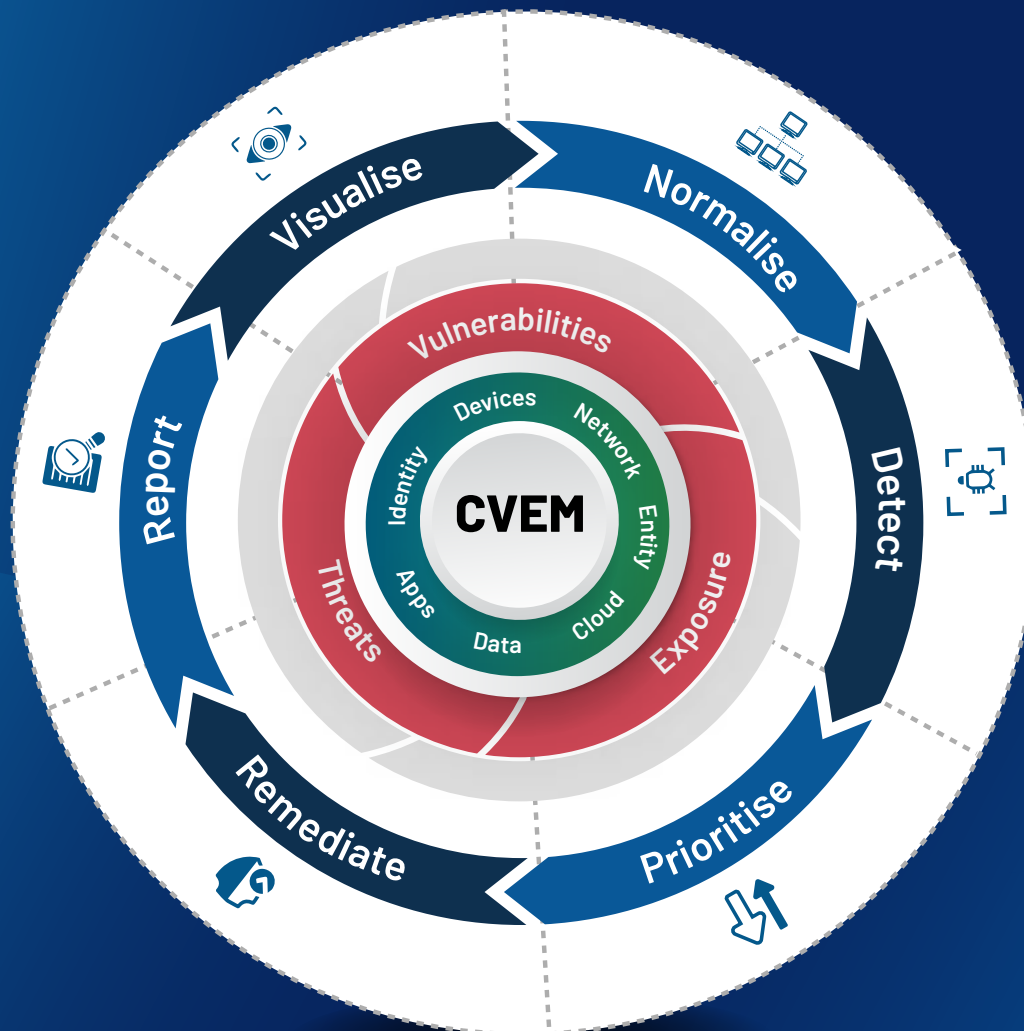 Visualise
Normalise
Detect
Prioritise
Remediate
Report
Vulnerabilities
Exposure
Threats
Devices
Network
Entity
Cloud
Data
Apps
Identity
CVEM